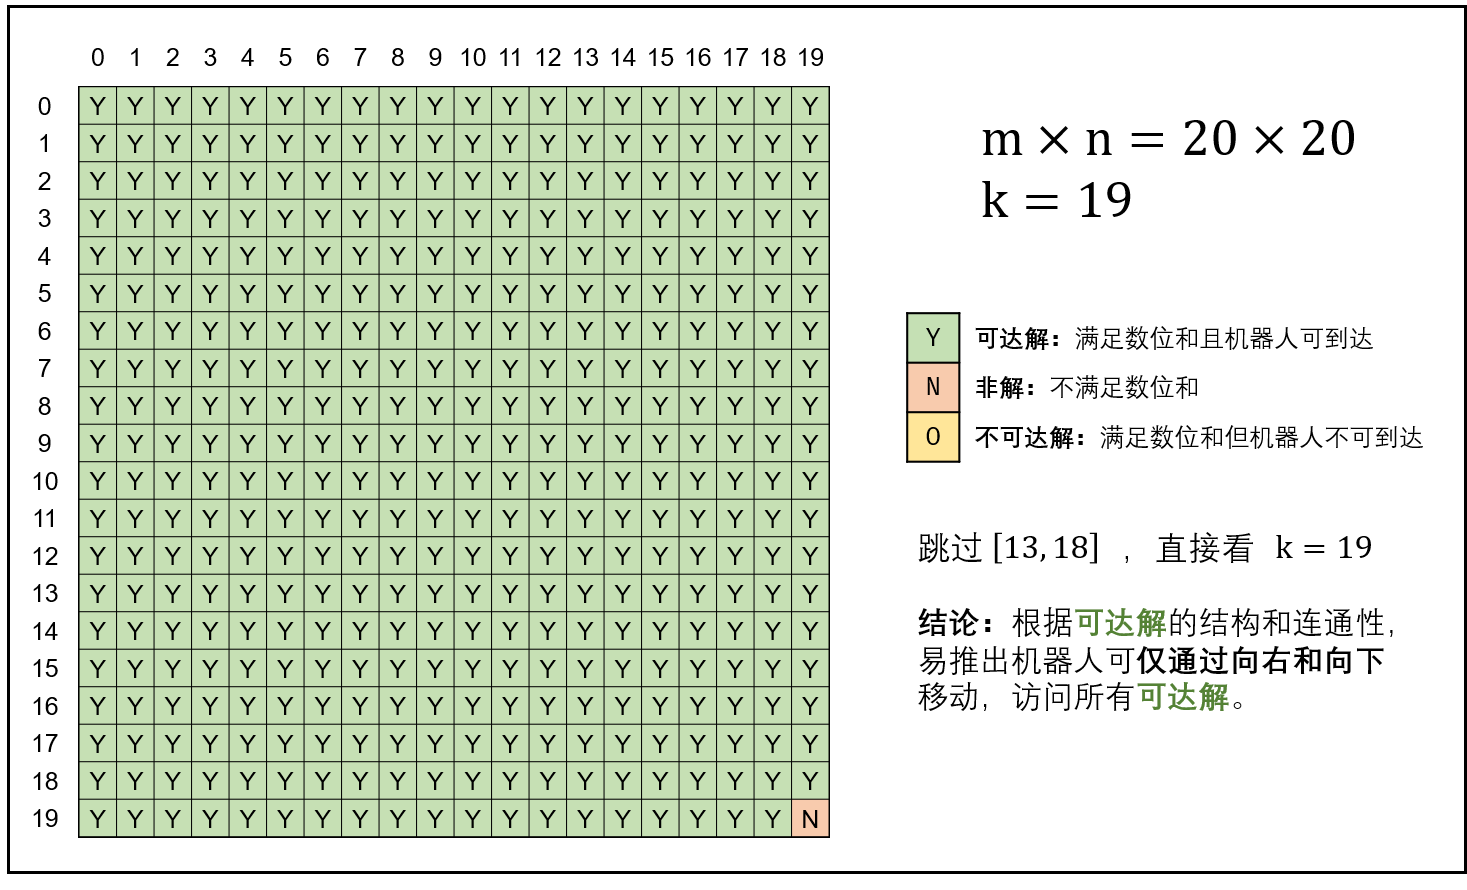 0 1 2 3 4 5 6 7 8 9 10 11 12 13 14 15 16 17 18 19
0 Y Y Y Y Y Y Y Y Y Y Y Y Y Y Y Y Y Y Y Y
1 Y Y Y Y Y Y Y Y Y Y Y Y Y Y Y Y Y Y Y Y
2 Y Y Y Y Y Y Y Y Y Y Y Y Y Y Y Y Y Y Y Y
3 Y Y Y Y Y Y Y Y Y Y Y Y Y Y Y Y Y Y Y Y
4 Y Y Y Y Y Y Y Y Y Y Y Y Y Y Y Y Y Y Y Y
5 Y Y Y Y Y Y Y Y Y Y Y Y Y Y Y Y Y Y Y Y
6 Y Y Y Y Y Y Y Y Y Y Y Y Y Y Y Y Y Y Y Y
7 Y Y Y Y Y Y Y Y Y Y Y Y Y Y Y Y Y Y Y Y
8 Y Y Y Y Y Y Y Y Y Y Y Y Y Y Y Y Y Y Y Y
9 Y Y Y Y Y Y Y Y Y Y Y Y Y Y Y Y Y Y Y Y
10 Y Y Y Y Y Y Y Y Y Y Y Y Y Y Y Y Y Y Y Y
11 Y Y Y Y Y Y Y Y Y Y Y Y Y Y Y Y Y Y Y Y
12 Y Y Y Y Y Y Y Y Y Y Y Y Y Y Y Y Y Y Y Y
13 Y Y Y Y Y Y Y Y Y Y Y Y Y Y Y Y Y Y Y Y
14 Y Y Y Y Y Y Y Y Y Y Y Y Y Y Y Y Y Y Y Y
15 Y Y Y Y Y Y Y Y Y Y Y Y Y Y Y Y Y Y Y Y
16 Y Y Y Y Y Y Y Y Y Y Y Y Y Y Y Y Y Y Y Y
17 Y Y Y Y Y Y Y Y Y Y Y Y Y Y Y Y Y Y Y Y
18 Y Y Y Y Y Y Y Y Y Y Y Y Y Y Y Y Y Y Y Y
19 Y Y Y Y Y Y Y Y Y Y Y Y Y Y Y Y Y Y Y N
m × n = 20 × 20
k = 19
Y 可达解：满足数位和且机器人可到达
N 非解：不满足数位和
O 不可达解：满足数位和但机器人不可到达
跳过 [13, 18] ，直接看 k = 19
结论：根据可达解的结构和连通性，
易推出机器人可仅通过向右和向下
移动，访问所有可达解。